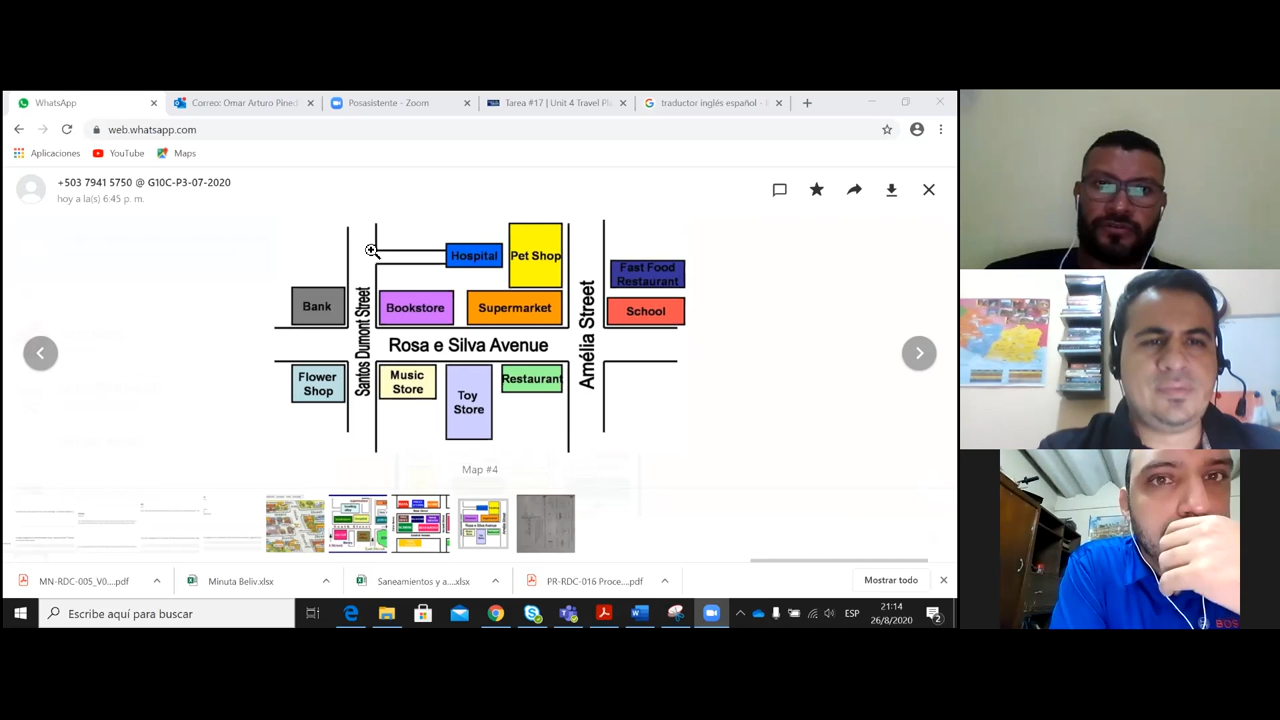 WhatsApp
Correo: Omar Arturo Pined
Posasistente - Zoom
Tarea #17 | Unit 4 Travel Pl
traductor inglés español -
web.whatsapp.com
Aplicaciones
YouTube
Maps
+503 7941 5750 @ G10C-P3-07-2020
hoy a la(s) 6:45 p. m.
Hospital
Pet Shop
Fast Food
Restaurant
Bank
Santos Dumont Street
Bookstore
Supermarket
Amélia Street
School
Rosa e Silva Avenue
Flower
Shop
Music
Store
Toy
Store
Restaurant
Map #4
MN-RDC-005_V0....pdf
Minuta Beliv.xlsx
Saneamientos y a....xlsx
PR-RDC-016 Proce....pdf
Mostrar todo
Escribe aquí para buscar
ESP
21:14
26/8/2020
2
BOS